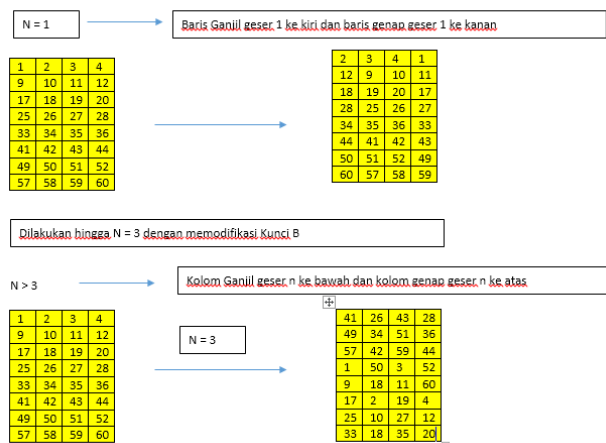 N = 1
Baris Ganjil geser 1 ke kiri dan baris genap geser 1 ke kanan
1 2 3 4
9 10 11 12
17 18 19 20
25 26 27 28
33 34 35 36
41 42 43 44
49 50 51 52
57 58 59 60
2 3 4 1
12 9 10 11
18 19 20 17
28 25 26 27
34 35 36 33
44 41 42 43
50 51 52 49
60 57 58 59
Dilakukan hingga N = 3 dengan memodifikasi Kunci B
N > 3
Kolom Ganjil geser n ke bawah dan kolom genap geser n ke atas
1 2 3 4
9 10 11 12
17 18 19 20
25 26 27 28
33 34 35 36
41 42 43 44
49 50 51 52
57 58 59 60
N = 3
41 26 43 28
49 34 51 36
57 42 59 44
1 50 3 52
9 18 11 60
17 2 19 4
25 10 27 12
33 18 35 20